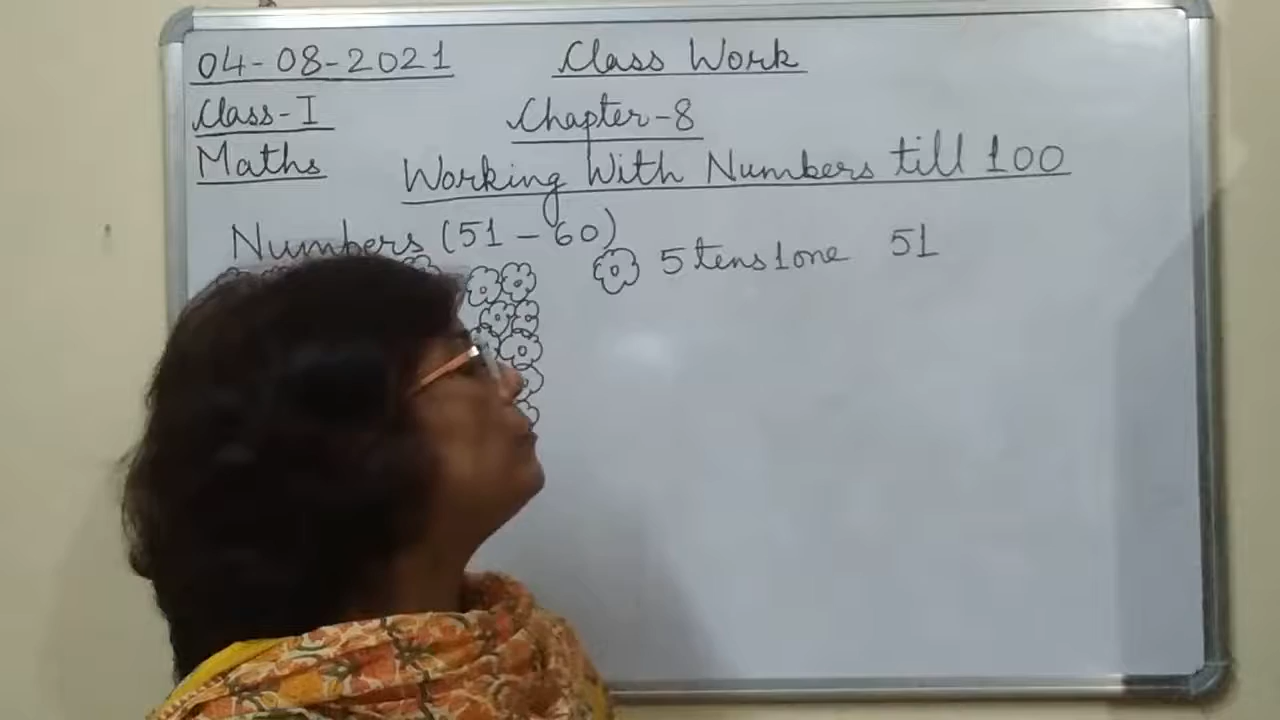 04-08-2021 Class Work
Class-I Chapter-8
Maths Working With Numbers till 100
Numbers (51-60)
5 tens 1 one 51